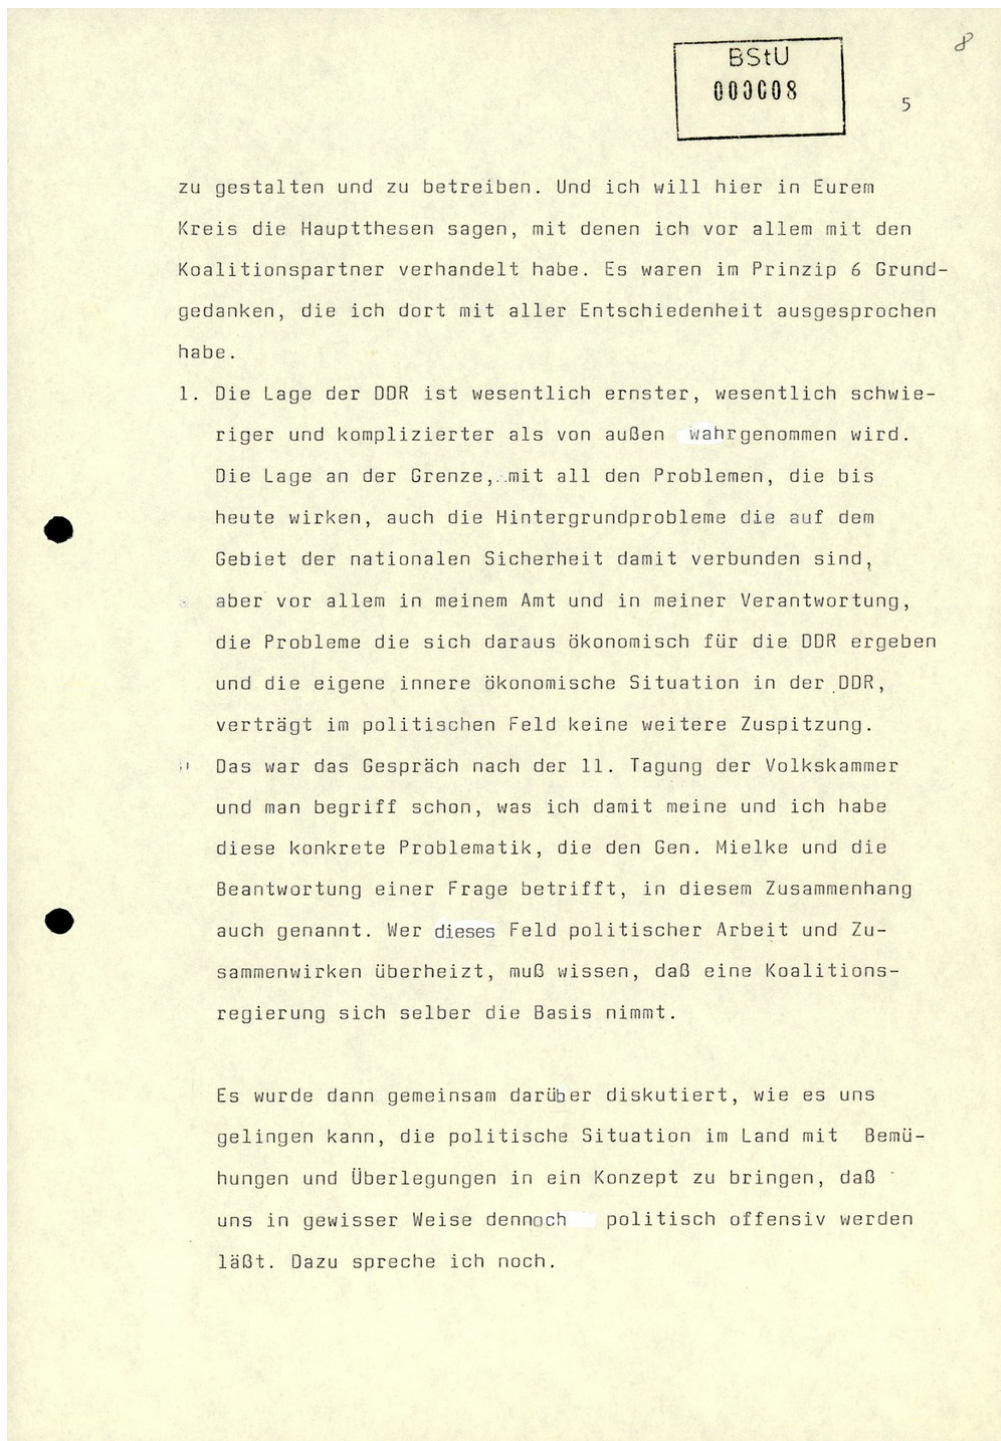 8
BStU
000008
5
zu gestalten und zu betreiben. Und ich will hier in Eurem
Kreis die Hauptthesen sagen, mit denen ich vor allem mit den
Koalitionspartner verhandelt habe. Es waren im Prinzip 6 Grund-
gedanken, die ich dort mit aller Entschiedenheit ausgesprochen
habe.
1. Die Lage der DDR ist wesentlich ernster, wesentlich schwie-
riger und komplizierter als von außen wahrgenommen wird.
Die Lage an der Grenze, mit all den Problemen, die bis
heute wirken, auch die Hintergrundprobleme die auf dem
Gebiet der nationalen Sicherheit damit verbunden sind,
aber vor allem in meinem Amt und in meiner Verantwortung,
die Probleme die sich daraus ökonomisch für die DDR ergeben
und die eigene innere ökonomische Situation in der DDR,
verträgt im politischen Feld keine weitere Zuspitzung.
Das war das Gespräch nach der 11. Tagung der Volkskammer
und man begriff schon, was ich damit meine und ich habe
diese konkrete Problematik, die den Gen. Mielke und die
Beantwortung einer Frage betrifft, in diesem Zusammenhang
auch genannt. Wer dieses Feld politischer Arbeit und Zu-
sammenwirken überheizt, muß wissen, daß eine Koalitions-
regierung sich selber die Basis nimmt.
Es wurde dann gemeinsam darüber diskutiert, wie es uns
gelingen kann, die politische Situation im Land mit Bemü-
hungen und Überlegungen in ein Konzept zu bringen, daß
uns in gewisser Weise dennoch politisch offensiv werden
läßt. Dazu spreche ich noch.